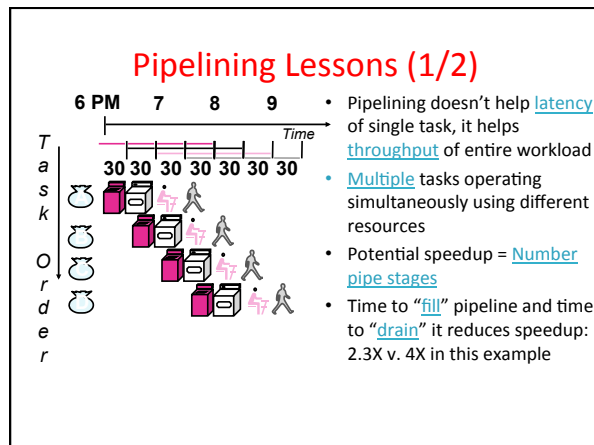 Pipelining Lessons (1/2)
6 PM 7 8 9
Time
30 30 30 30 30 30 30
Task Order
• Pipelining doesn’t help latency
of single task, it helps
throughput of entire workload
• Multiple tasks operating
simultaneously using different
resources
• Potential speedup = Number
pipe stages
• Time to “fill” pipeline and time
to “drain” it reduces speedup:
2.3X v. 4X in this example